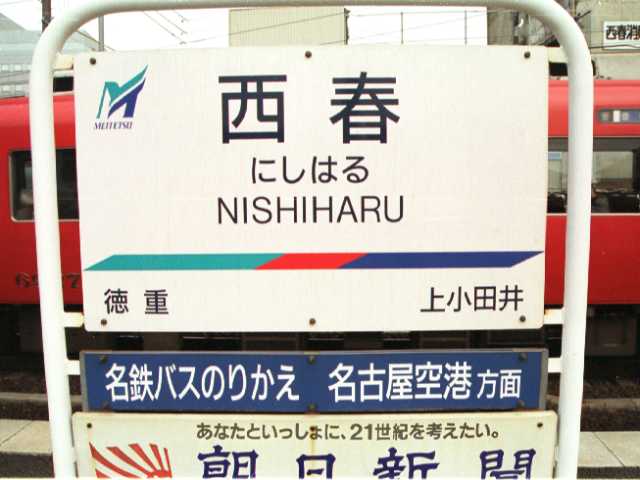 西春消
MEITETSU
西春
にしはる
NISHIHARU
徳重 上小田井
名鉄バスのりかえ 名古屋空港方面
あなたといっしょに、21世紀を考えたい。
朝日新聞